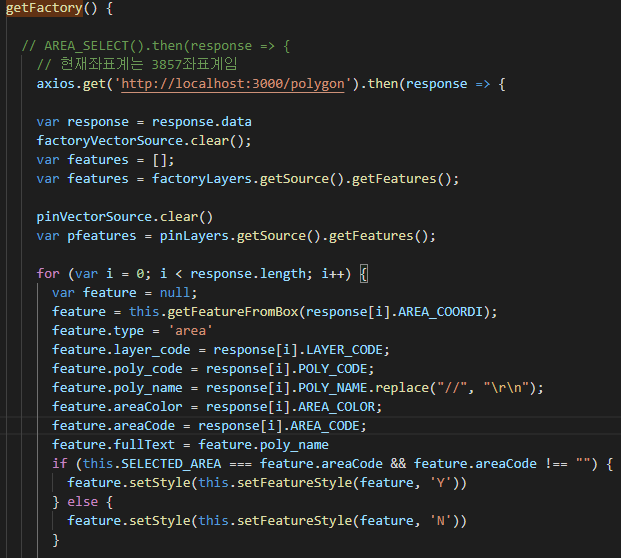 getFactory() {
// AREA_SELECT().then(response => {
// 현재좌표계는 3857좌표계임
axios.get('http://localhost:3000/polygon').then(response => {
var response = response.data
factoryVectorSource.clear();
var features = [];
var features = factoryLayers.getSource().getFeatures();
pinVectorSource.clear()
var pfeatures = pinLayers.getSource().getFeatures();
for (var i = 0; i < response.length; i++) {
var feature = null;
feature = this.getFeatureFromBox(response[i].AREA_COORDI);
feature.type = 'area'
feature.layer_code = response[i].LAYER_CODE;
feature.poly_code = response[i].POLY_CODE;
feature.poly_name = response[i].POLY_NAME.replace("//", "\r\n");
feature.areaColor = response[i].AREA_COLOR;
feature.areaCode = response[i].AREA_CODE;
feature.fullText = feature.poly_name
if (this.SELECTED_AREA === feature.areaCode && feature.areaCode !== "") {
feature.setStyle(this.setFeatureStyle(feature, 'Y'))
} else {
feature.setStyle(this.setFeatureStyle(feature, 'N'))
}